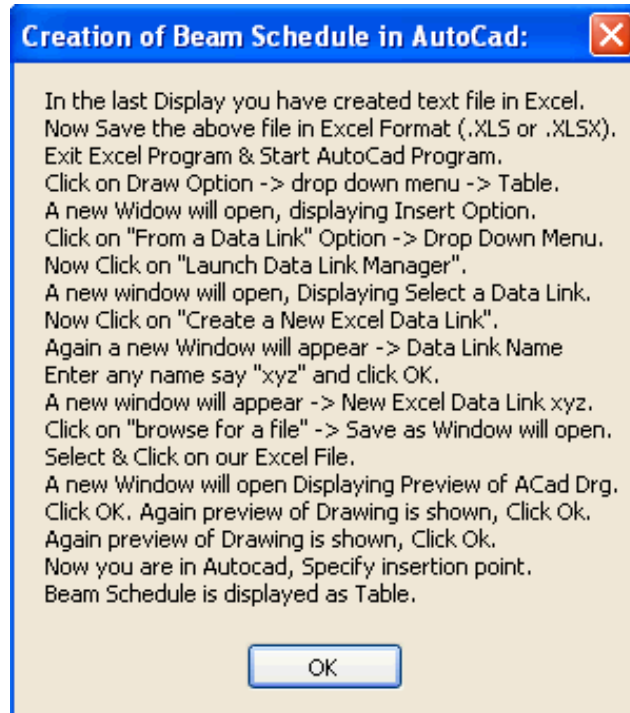 Creation of Beam Schedule in AutoCad:
In the last Display you have created text file in Excel.
Now Save the above file in Excel Format (.XLS or .XLSX).
Exit Excel Program & Start AutoCad Program.
Click on Draw Option -> drop down menu -> Table.
A new Widow will open, displaying Insert Option.
Click on "From a Data Link" Option -> Drop Down Menu.
Now Click on "Launch Data Link Manager".
A new window will open, Displaying Select a Data Link.
Now Click on "Create a New Excel Data Link".
Again a new Window will appear -> Data Link Name
Enter any name say "xyz" and click OK.
A new window will appear -> New Excel Data Link xyz.
Click on "browse for a file" -> Save as Window will open.
Select & Click on our Excel File.
A new Window will open Displaying Preview of ACad Drg.
Click OK. Again preview of Drawing is shown, Click Ok.
Again preview of Drawing is shown, Click Ok.
Now you are in Autocad, Specify insertion point.
Beam Schedule is displayed as Table.
OK